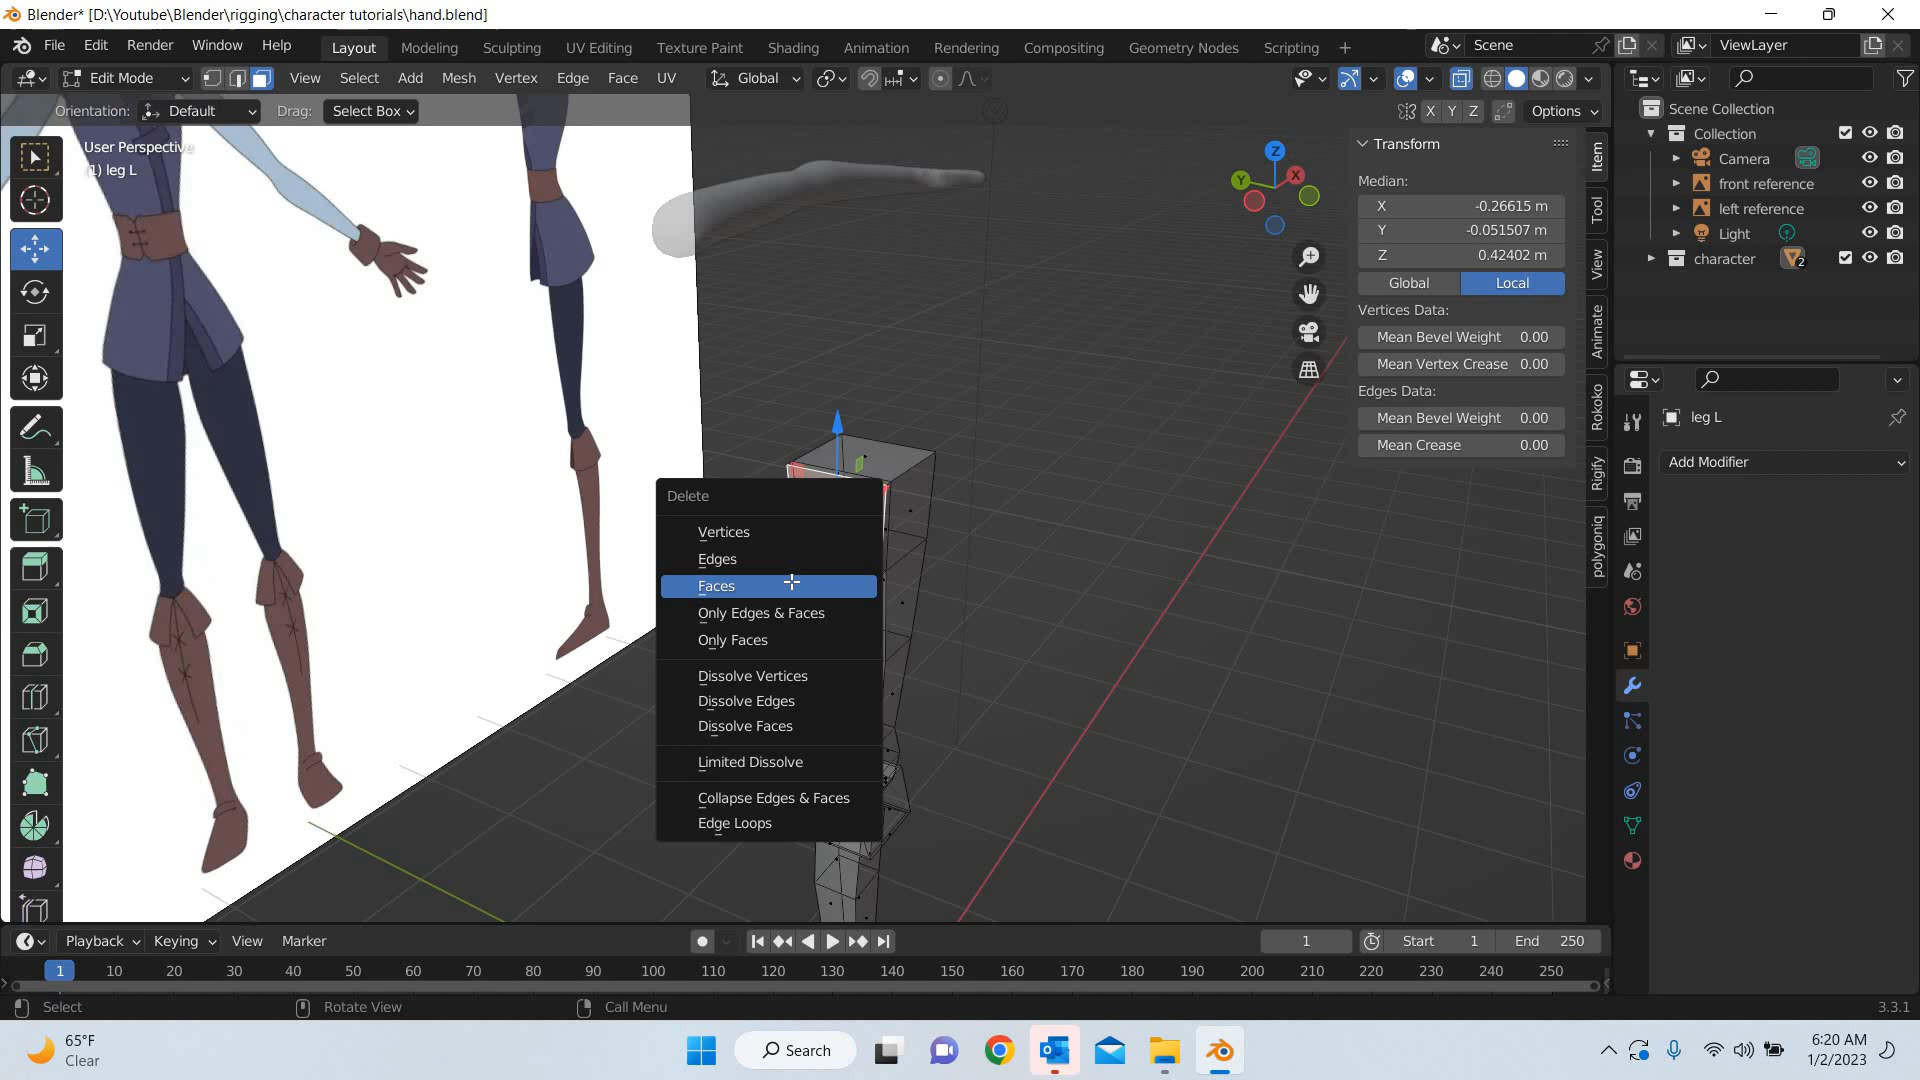 Blender* [D:\Youtube\Blender\rigging\character tutorials\hand.blend]
File Edit Render Window Help Layout Modeling Sculpting UV Editing Texture Paint Shading Animation Rendering Compositing Geometry Nodes Scripting + Scene ViewLayer
Edit Mode View Select Add Mesh Vertex Edge Face UV Global
Orientation: Default Drag: Select Box X Y Z Options
User Perspective
(1) leg L
Z
Y
X
Transform
Median:
X -0.26615 m
Y -0.051507 m
Z 0.42402 m
Global Local
Vertices Data:
Mean Bevel Weight 0.00
Mean Vertex Crease 0.00
Edges Data:
Mean Bevel Weight 0.00
Mean Crease 0.00
Item
Tool
View
Animate
Rokoko
Rigify
polygoniq
Scene Collection
Collection
Camera
front reference
left reference
Light
character 2
leg L
Add Modifier
Delete
Vertices
Edges
Faces
Only Edges & Faces
Only Faces
Dissolve Vertices
Dissolve Edges
Dissolve Faces
Limited Dissolve
Collapse Edges & Faces
Edge Loops
Playback Keying View Marker 1 Start 1 End 250
1 10 20 30 40 50 60 70 80 90 100 110 120 130 140 150 160 170 180 190 200 210 220 230 240 250
Select Rotate View Call Menu 3.3.1
65°F
Clear
Search
6:20 AM
1/2/2023